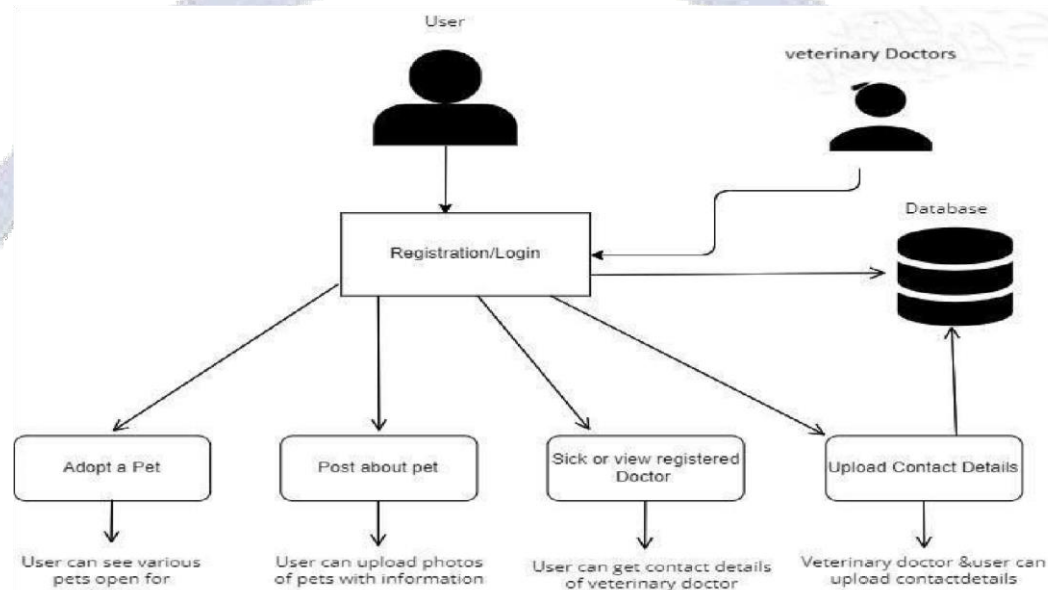 User
veterinary Doctors
Database
Registration/Login
Adopt a Pet
Post about pet
Sick or view registered
Doctor
Upload Contact Details
User can see various
pets open for
User can upload photos
of pets with information
User can get contact details
of veterinary doctor
Veterinary doctor &user can
upload contactdetails